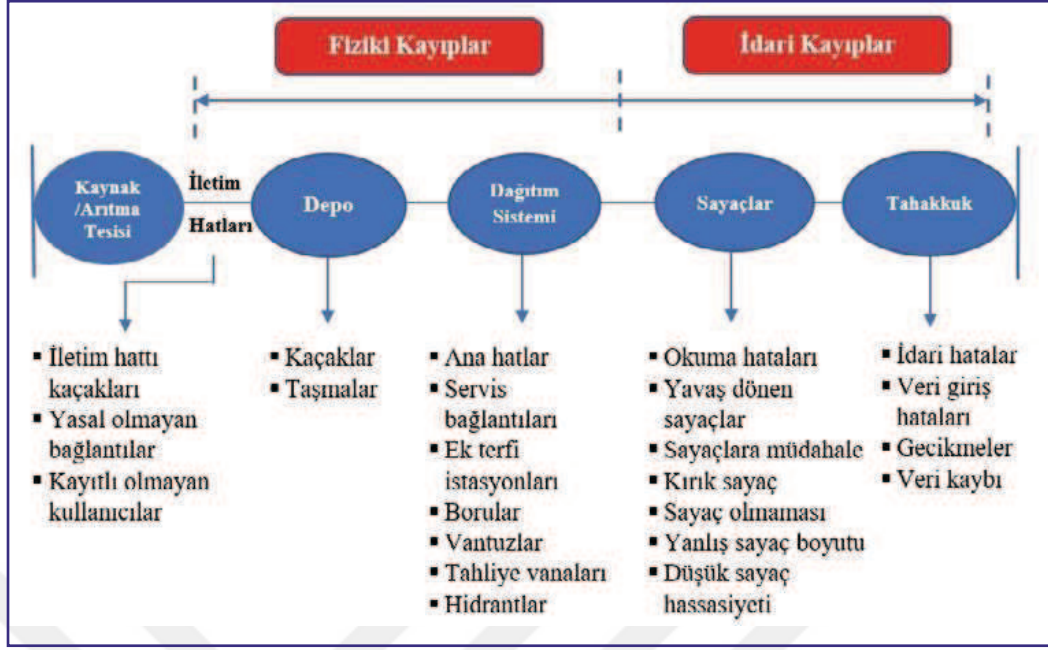 Fiziki Kayıplar
İdari Kayıplar
Kaynak
/Arıtma
Tesisi
İletim
Hatları
Depo
Dağıtım
Sistemi
Sayaçlar
Tahakkuk
▪ İletim hattı
kaçakları
▪ Yasal olmayan
bağlantılar
▪ Kayıtlı olmayan
kullanıcılar
▪ Kaçaklar
▪ Taşmalar
▪ Ana hatlar
▪ Servis
bağlantıları
▪ Ek terfi
istasyonları
▪ Borular
▪ Vantuzlar
▪ Tahliye vanaları
▪ Hidrantlar
▪ Okuma hataları
▪ Yavaş dönen
sayaçlar
▪ Sayaçlara müdahale
▪ Kırık sayaç
▪ Sayaç olmaması
▪ Yanlış sayaç boyutu
▪ Düşük sayaç
hassasiyeti
▪ İdari hatalar
▪ Veri giriş
hataları
▪ Gecikmeler
▪ Veri kaybı